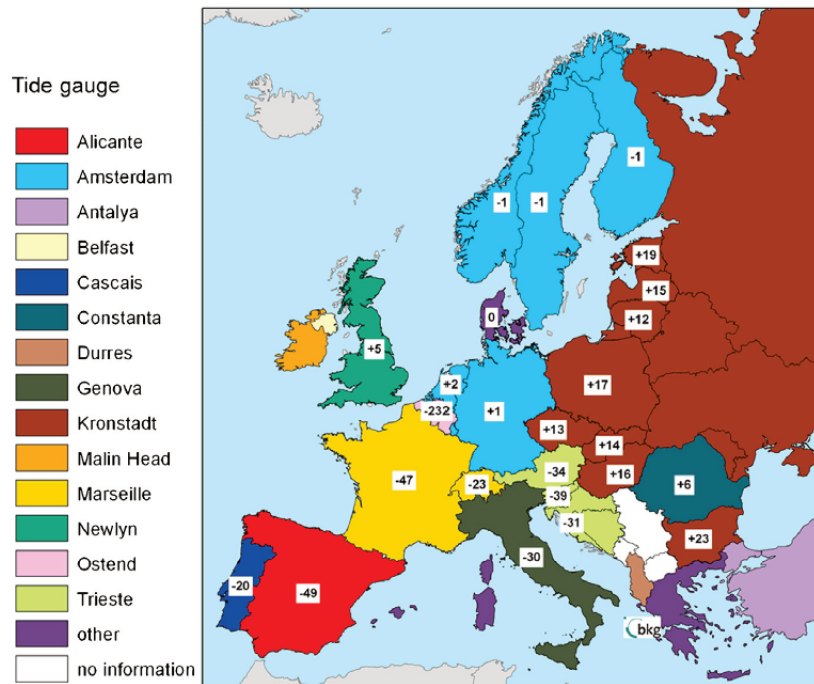 Tide gauge
Alicante
Amsterdam
Antalya
Belfast
Cascais
Constanta
Durres
Genova
Kronstadt
Malin Head
Marseille
Newlyn
Ostend
Trieste
other
no information
-1
-1
-1
+19
+15
+12
0
+5
+2
+17
-232
+1
+13
+14
-34
+16
-47
-23
-39
+6
-31
+23
-30
-20
-49
bkg